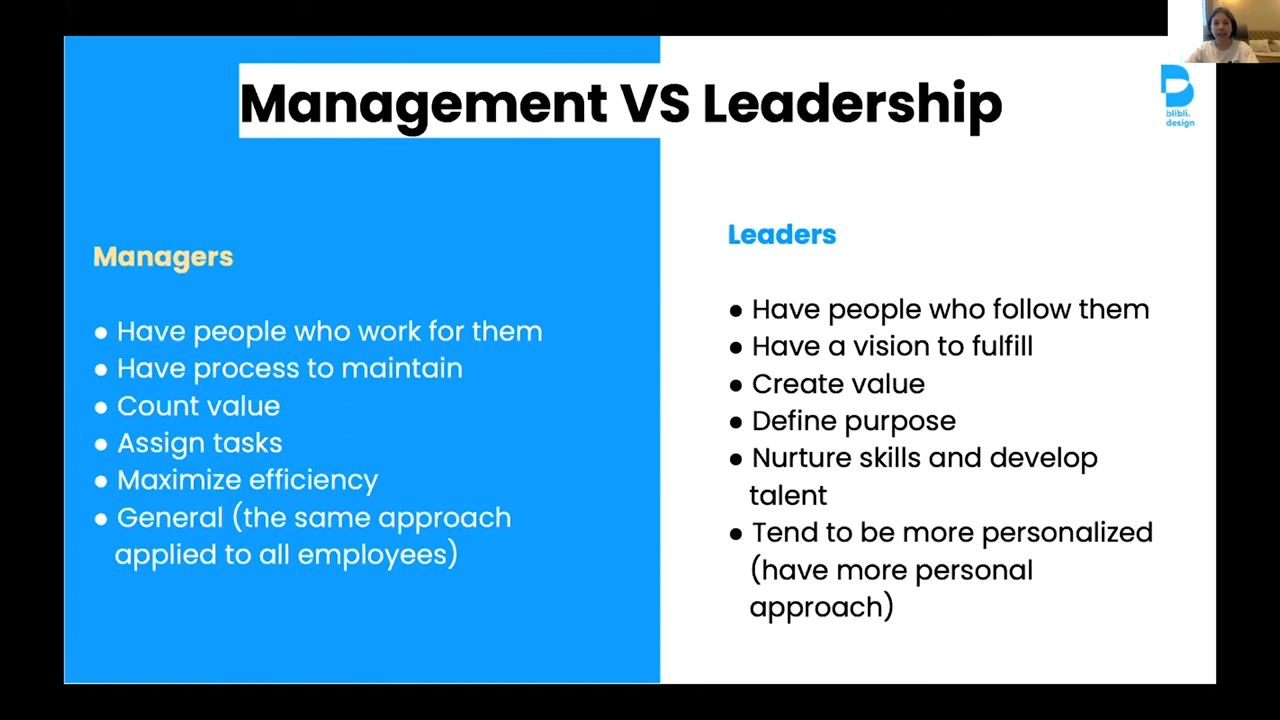 Management VS Leadership
blibli.
design
Managers
● Have people who work for them
● Have process to maintain
● Count value
● Assign tasks
● Maximize efficiency
● General (the same approach
applied to all employees)
Leaders
● Have people who follow them
● Have a vision to fulfill
● Create value
● Define purpose
● Nurture skills and develop
talent
● Tend to be more personalized
(have more personal
approach)